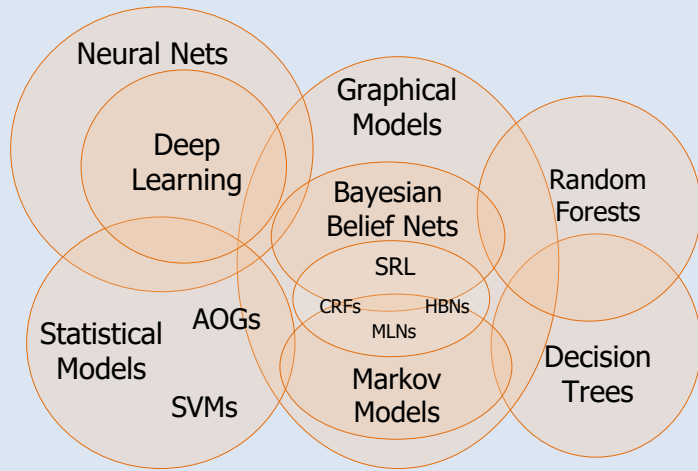 Neural Nets
Deep
Learning
Graphical
Models
Bayesian
Belief Nets
SRL
CRFs
HBNs
MLNs
Markov
Models
Random
Forests
Decision
Trees
Statistical
Models
AOGs
SVMs